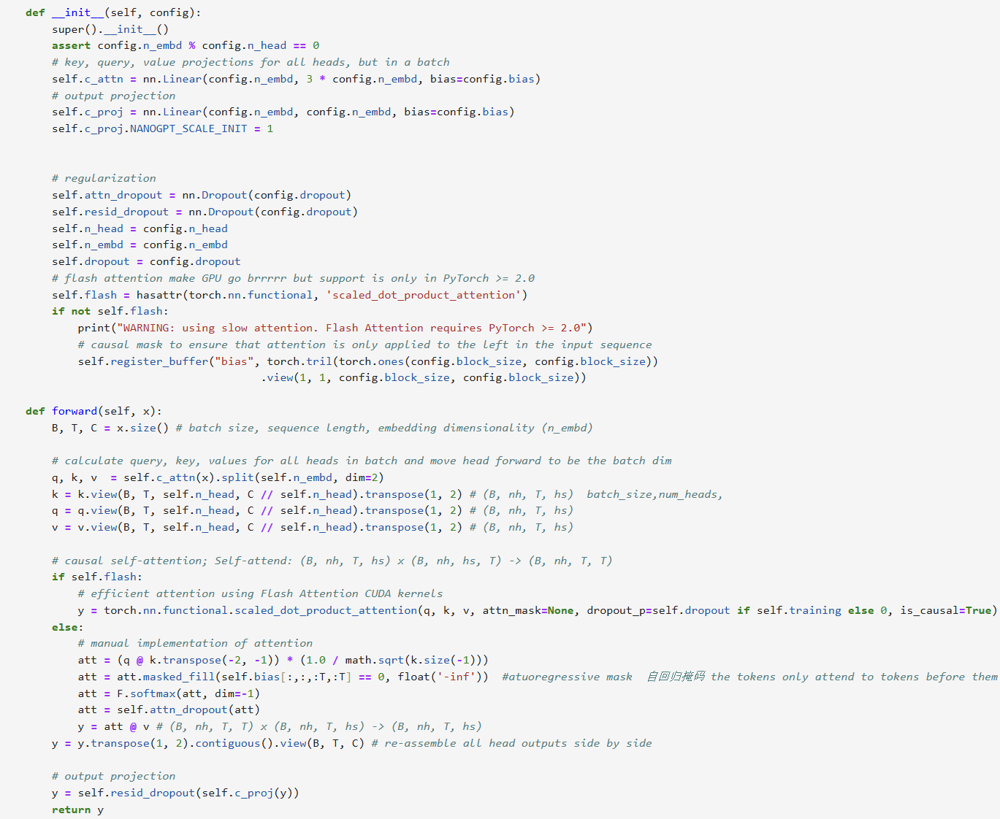 def __init__(self, config):
super().__init__()
assert config.n_embd % config.n_head == 0
# key, query, value projections for all heads, but in a batch
self.c_attn = nn.Linear(config.n_embd, 3 * config.n_embd, bias=config.bias)
# output projection
self.c_proj = nn.Linear(config.n_embd, config.n_embd, bias=config.bias)
self.c_proj.NANOGPT_SCALE_INIT = 1
# regularization
self.attn_dropout = nn.Dropout(config.dropout)
self.resid_dropout = nn.Dropout(config.dropout)
self.n_head = config.n_head
self.n_embd = config.n_embd
self.dropout = config.dropout
# flash attention make GPU go brrrrr but support is only in PyTorch >= 2.0
self.flash = hasattr(torch.nn.functional, 'scaled_dot_product_attention')
if not self.flash:
print("WARNING: using slow attention. Flash Attention requires PyTorch >= 2.0")
# causal mask to ensure that attention is only applied to the left in the input sequence
self.register_buffer("bias", torch.tril(torch.ones(config.block_size, config.block_size))
.view(1, 1, config.block_size, config.block_size))
def forward(self, x):
B, T, C = x.size() # batch size, sequence length, embedding dimensionality (n_embd)
# calculate query, key, values for all heads in batch and move head forward to be the batch dim
q, k, v  = self.c_attn(x).split(self.n_embd, dim=2)
k = k.view(B, T, self.n_head, C // self.n_head).transpose(1, 2) # (B, nh, T, hs)  batch_size,num_heads,
q = q.view(B, T, self.n_head, C // self.n_head).transpose(1, 2) # (B, nh, T, hs)
v = v.view(B, T, self.n_head, C // self.n_head).transpose(1, 2) # (B, nh, T, hs)
# causal self-attention; Self-attend: (B, nh, T, hs) x (B, nh, hs, T) -> (B, nh, T, T)
if self.flash:
# efficient attention using Flash Attention CUDA kernels
y = torch.nn.functional.scaled_dot_product_attention(q, k, v, attn_mask=None, dropout_p=self.dropout if self.training else 0, is_causal=True)
else:
# manual implementation of attention
att = (q @ k.transpose(-2, -1)) * (1.0 / math.sqrt(k.size(-1)))
att = att.masked_fill(self.bias[:,:,:T,:T] == 0, float('-inf'))  #atuoregressive mask  自回归掩码 the tokens only attend to tokens before them
att = F.softmax(att, dim=-1)
att = self.attn_dropout(att)
y = att @ v # (B, nh, T, T) x (B, nh, T, hs) -> (B, nh, T, hs)
y = y.transpose(1, 2).contiguous().view(B, T, C) # re-assemble all head outputs side by side
# output projection
y = self.resid_dropout(self.c_proj(y))
return y